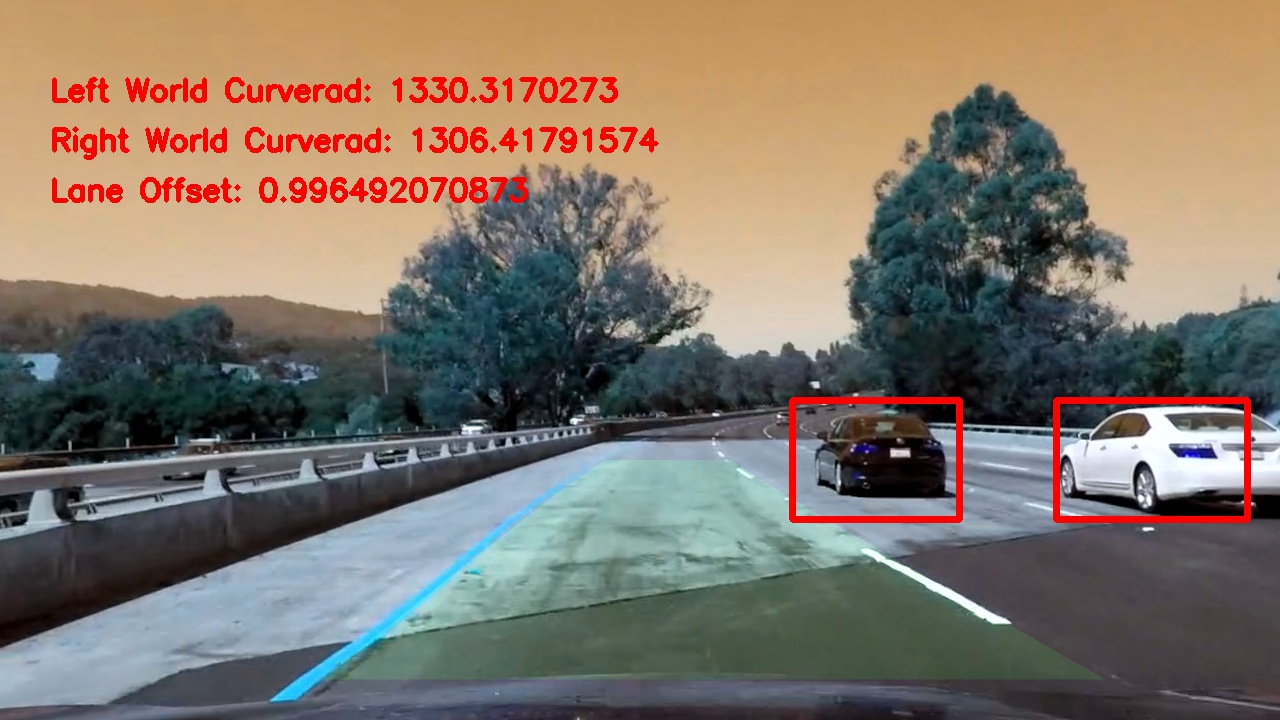 Left World Curverad: 1330.3170273
Right World Curverad: 1306.41791574
Lane Offset: 0.996492070873